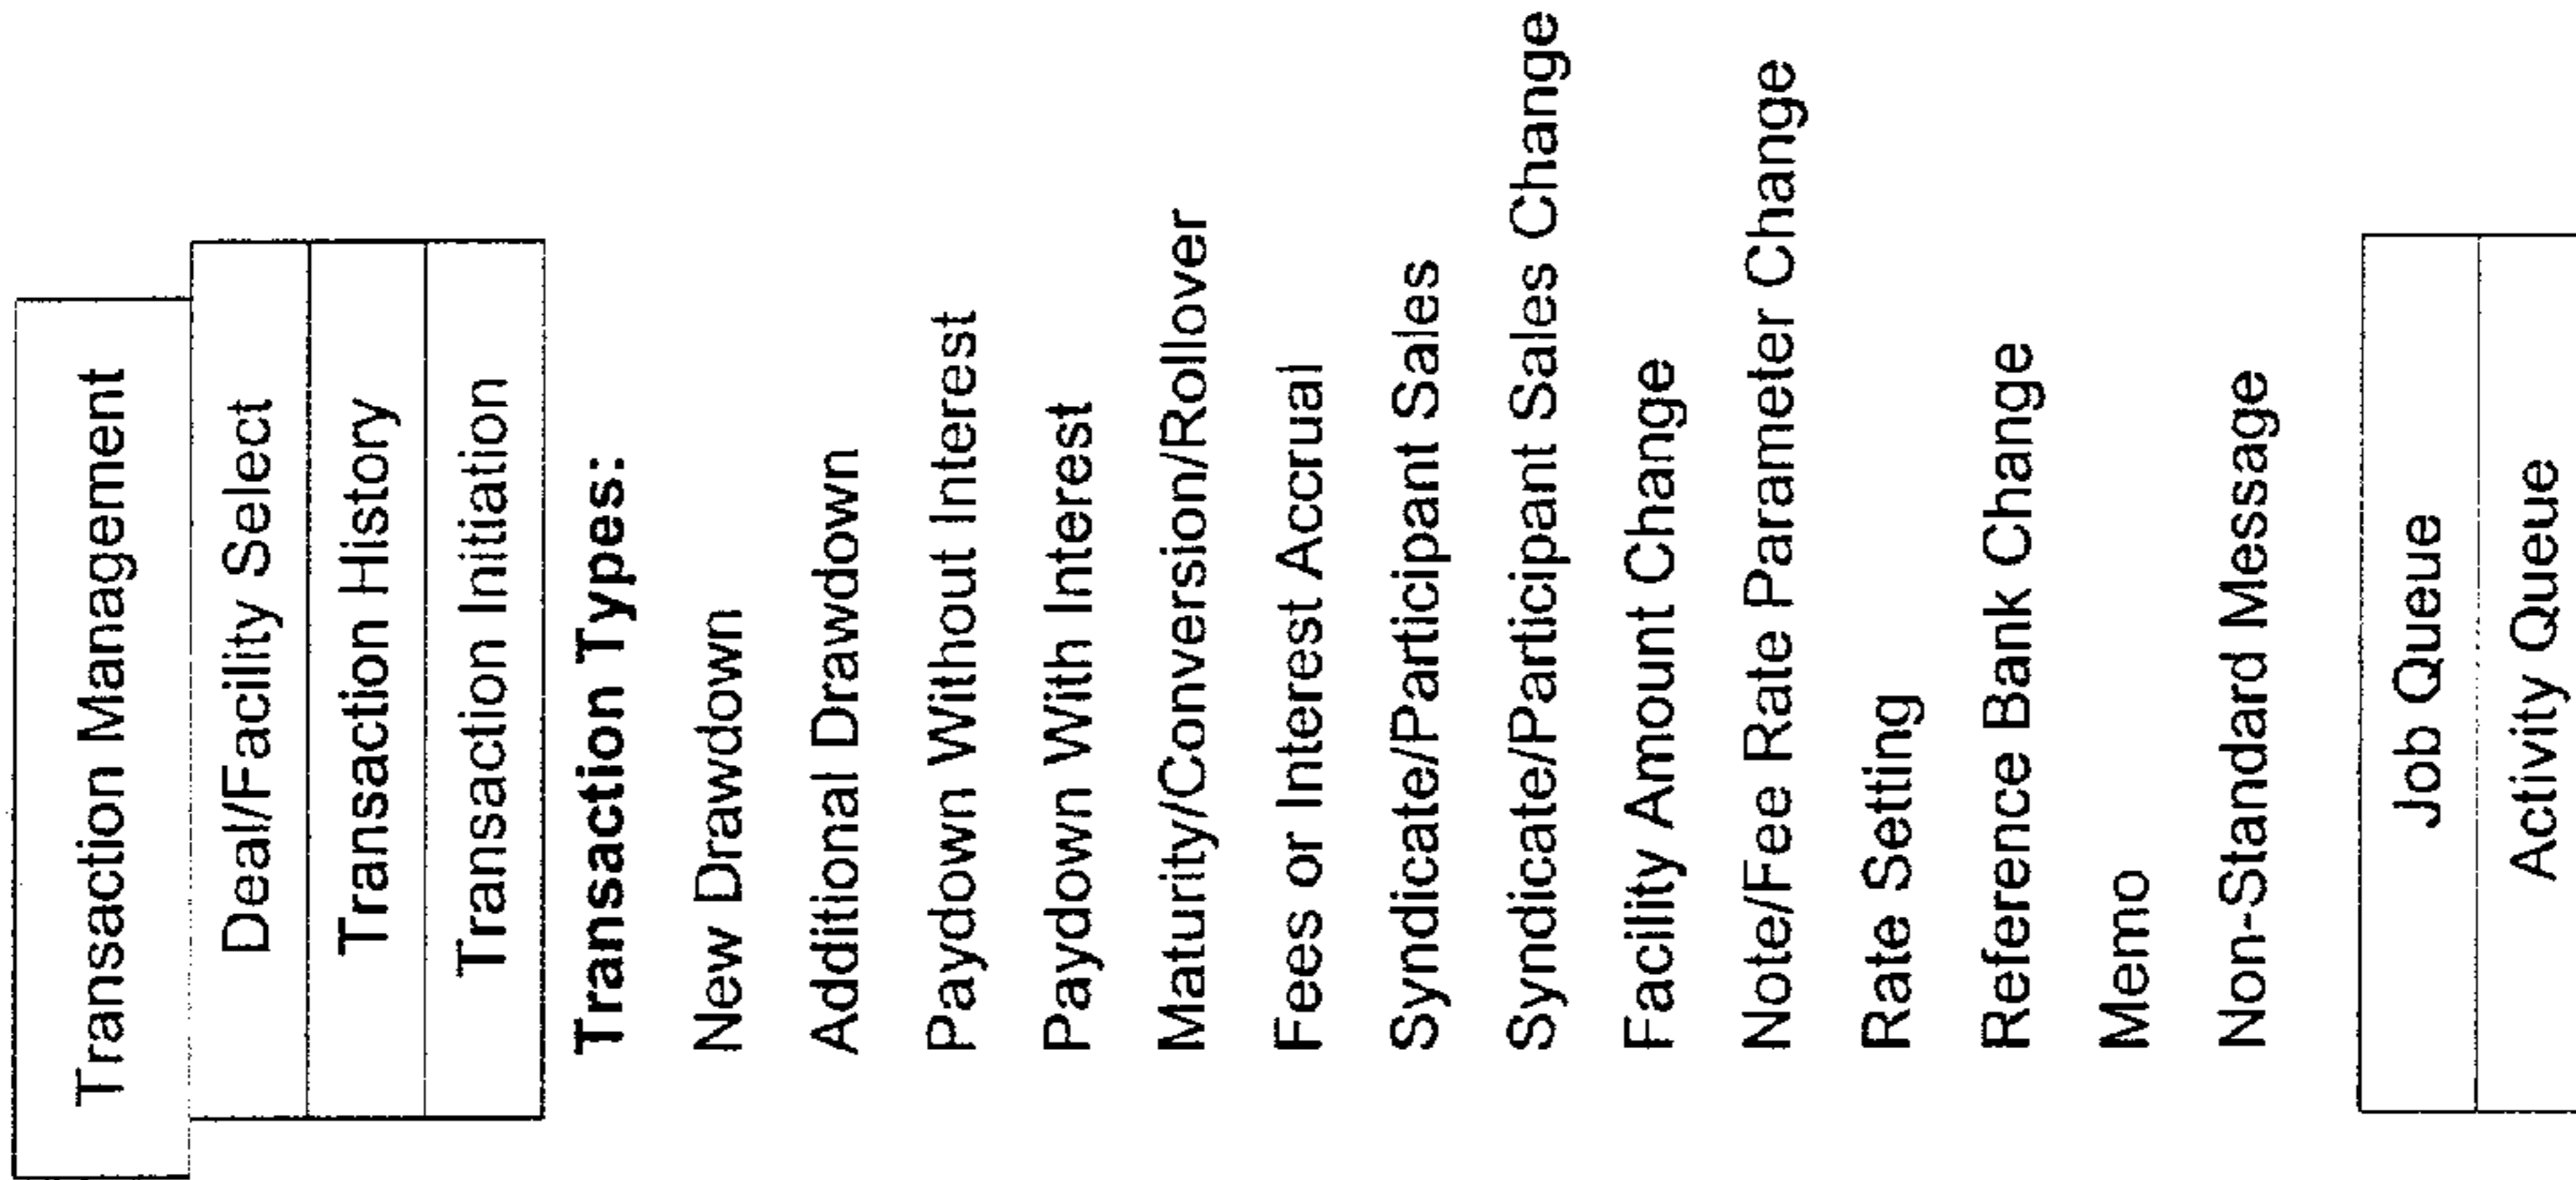 Transaction Management
Deal/Facility Select
Transaction History
Transaction Initiation
Transaction Types:
New Drawdown
Additional Drawdown
Paydown Without Interest
Paydown With Interest
Maturity/Conversion/Rollover
Fees or Interest Accrual
Syndicate/Participant Sales
Syndicate/Participant Sales Change
Facility Amount Change
Note/Fee Rate Parameter Change
Rate Setting
Reference Bank Change
Memo
Non-Standard Message
Job Queue
Activity Queue